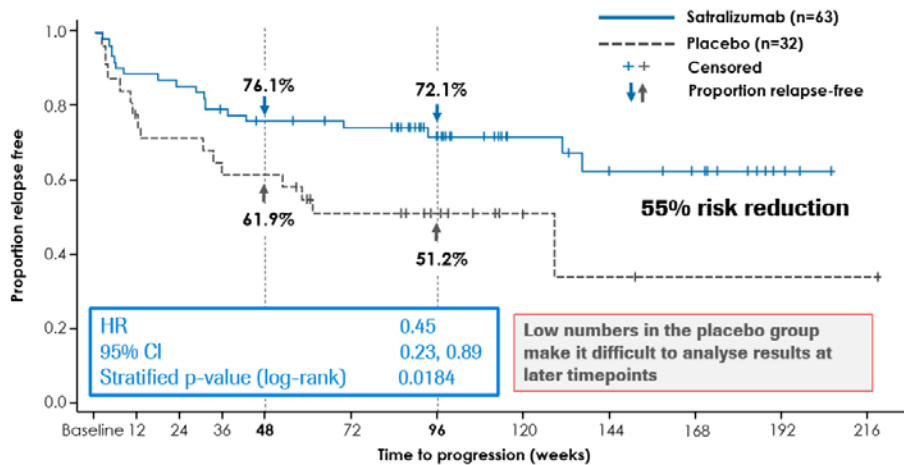 Satralizumab (n=63)
Placebo (n=32)
Censored
Proportion relapse-free
Proportion relapse free
1.0
0.8
0.6
0.4
0.2
0.0
76.1%
72.1%
61.9%
51.2%
55% risk reduction
HR 0.45
95% CI 0.23, 0.89
Stratified p-value (log-rank) 0.0184
Low numbers in the placebo group
make it difficult to analyse results at
later timepoints
Baseline 12 24 36 48 72 96 120 144 168 192 216
Time to progression (weeks)